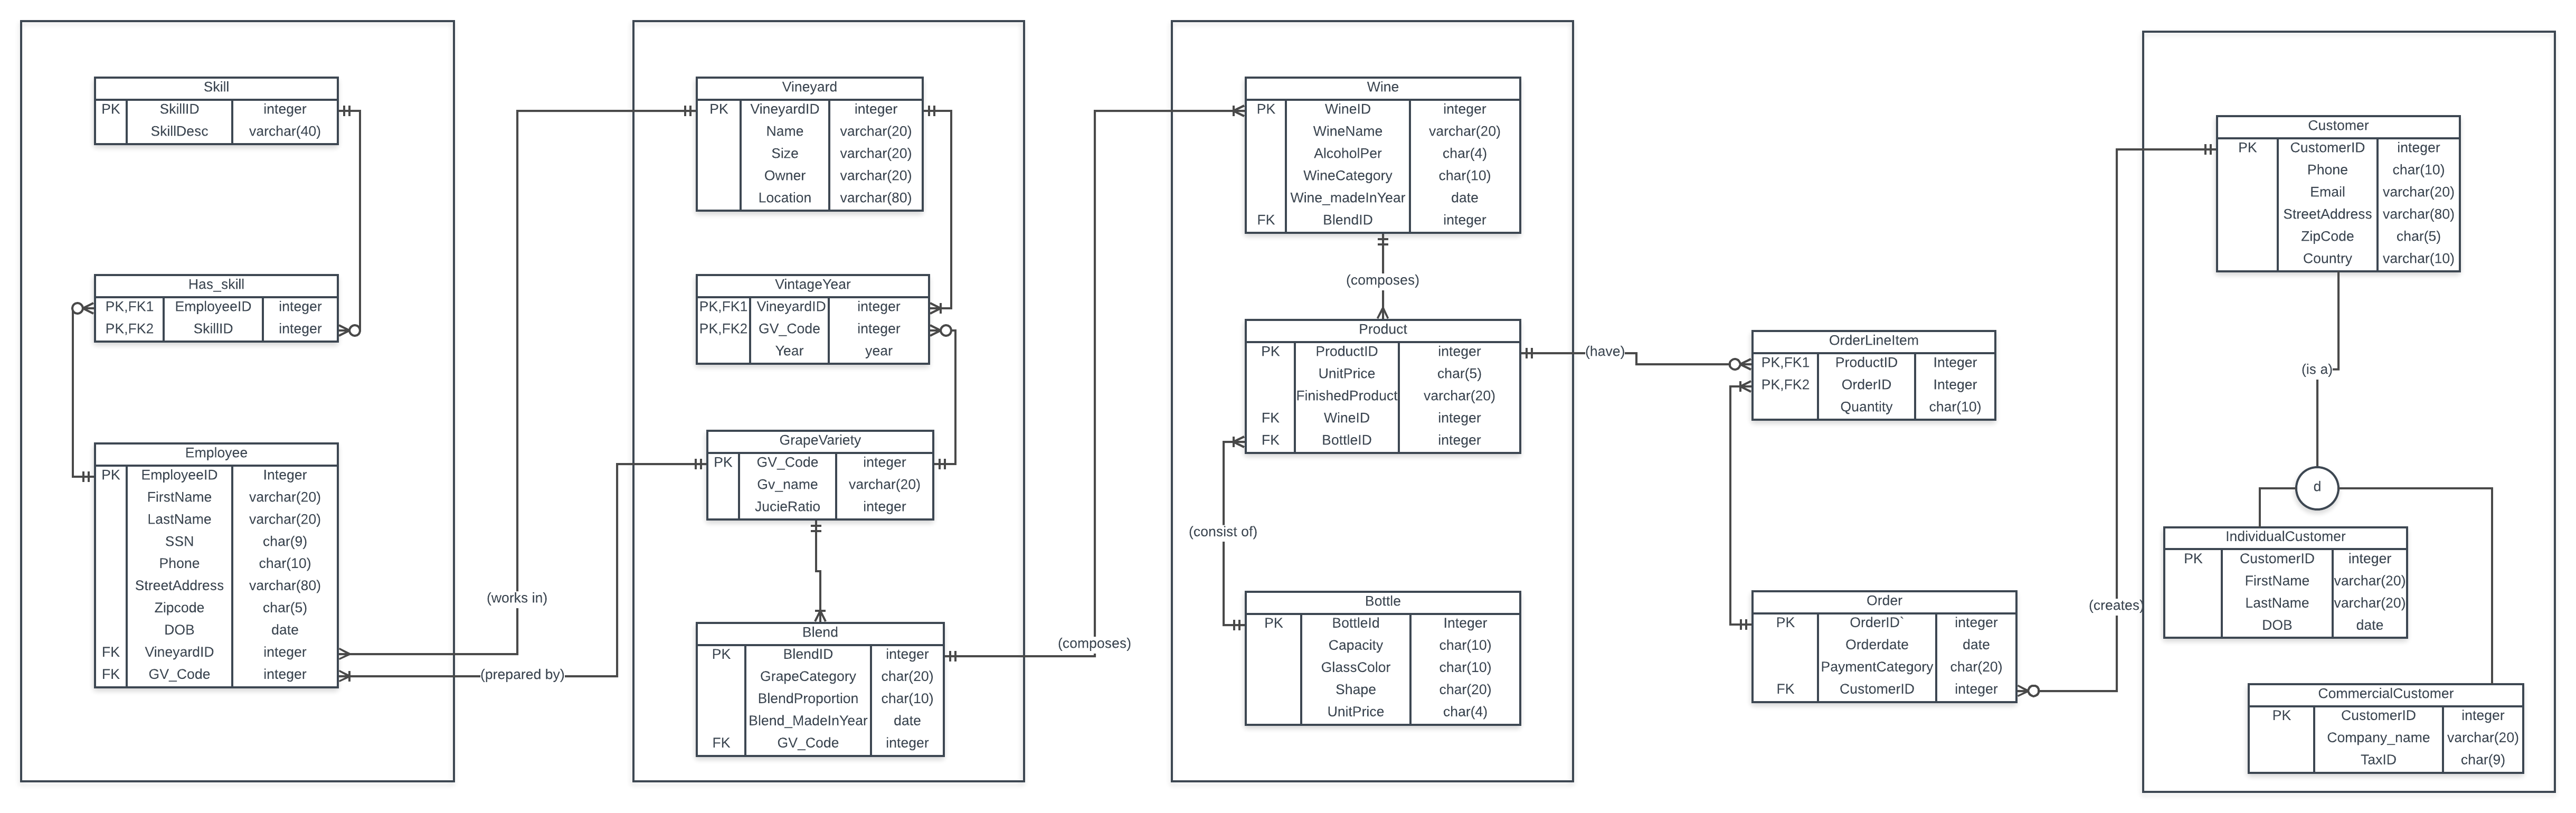 Skill
PK SkillID integer
SkillDesc varchar(40)
Has_skill
PK,FK1 EmployeeID integer
PK,FK2 SkillID integer
Employee
PK EmployeeID Integer
FirstName varchar(20)
LastName varchar(20)
SSN char(9)
Phone char(10)
StreetAddress varchar(80)
Zipcode char(5)
DOB date
FK VineyardID integer
FK GV_Code integer
(works in)
(prepared by)
Vineyard
PK VineyardID integer
Name varchar(20)
Size varchar(20)
Owner varchar(20)
Location varchar(80)
VintageYear
PK,FK1 VineyardID integer
PK,FK2 GV_Code integer
Year year
GrapeVariety
PK GV_Code integer
Gv_name varchar(20)
JucieRatio integer
Blend
PK BlendID integer
GrapeCategory char(20)
BlendProportion char(10)
Blend_MadeInYear date
FK GV_Code integer
(composes)
Wine
PK WineID integer
WineName varchar(20)
AlcoholPer char(4)
WineCategory char(10)
Wine_madeInYear date
FK BlendID integer
(composes)
Product
PK ProductID integer
UnitPrice char(5)
FinishedProduct varchar(20)
FK WineID integer
FK BottleID integer
(consist of)
Bottle
PK BottleId Integer
Capacity char(10)
GlassColor char(10)
Shape char(20)
UnitPrice char(4)
(have)
OrderLineItem
PK,FK1 ProductID Integer
PK,FK2 OrderID Integer
Quantity char(10)
Order
PK OrderID` integer
Orderdate date
PaymentCategory char(20)
FK CustomerID integer
(creates)
Customer
PK CustomerID integer
Phone char(10)
Email varchar(20)
StreetAddress varchar(80)
ZipCode char(5)
Country varchar(10)
(is a)
d
IndividualCustomer
PK CustomerID integer
FirstName varchar(20)
LastName varchar(20)
DOB date
CommercialCustomer
PK CustomerID integer
Company_name varchar(20)
TaxID char(9)